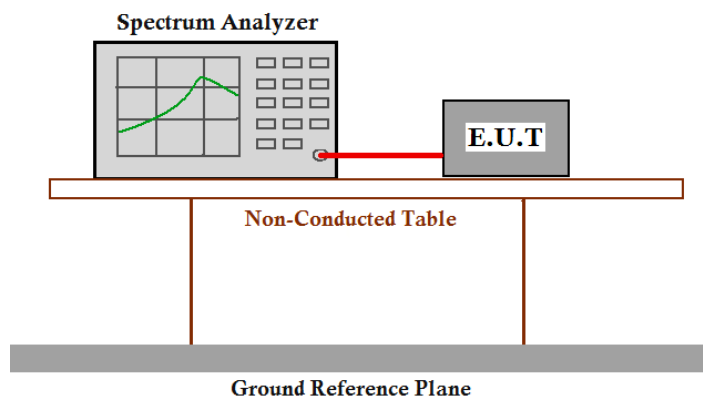 Spectrum Analyzer
E.U.T
Non-Conducted Table
Ground Reference Plane